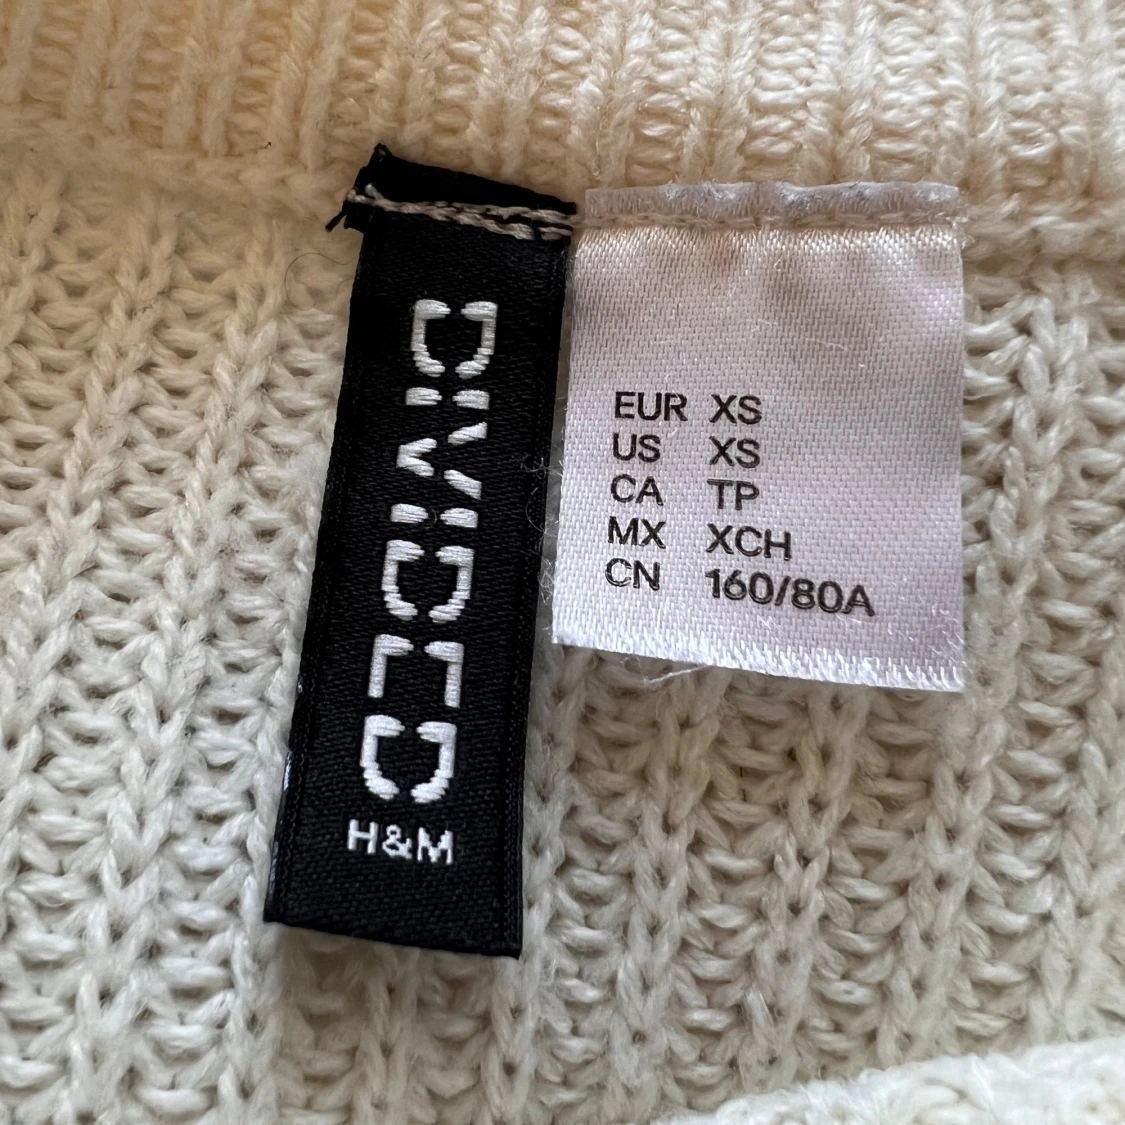 DIVIDED
H&M
EUR XS
US XS
CA TP
MX XCH
CN 160/80A